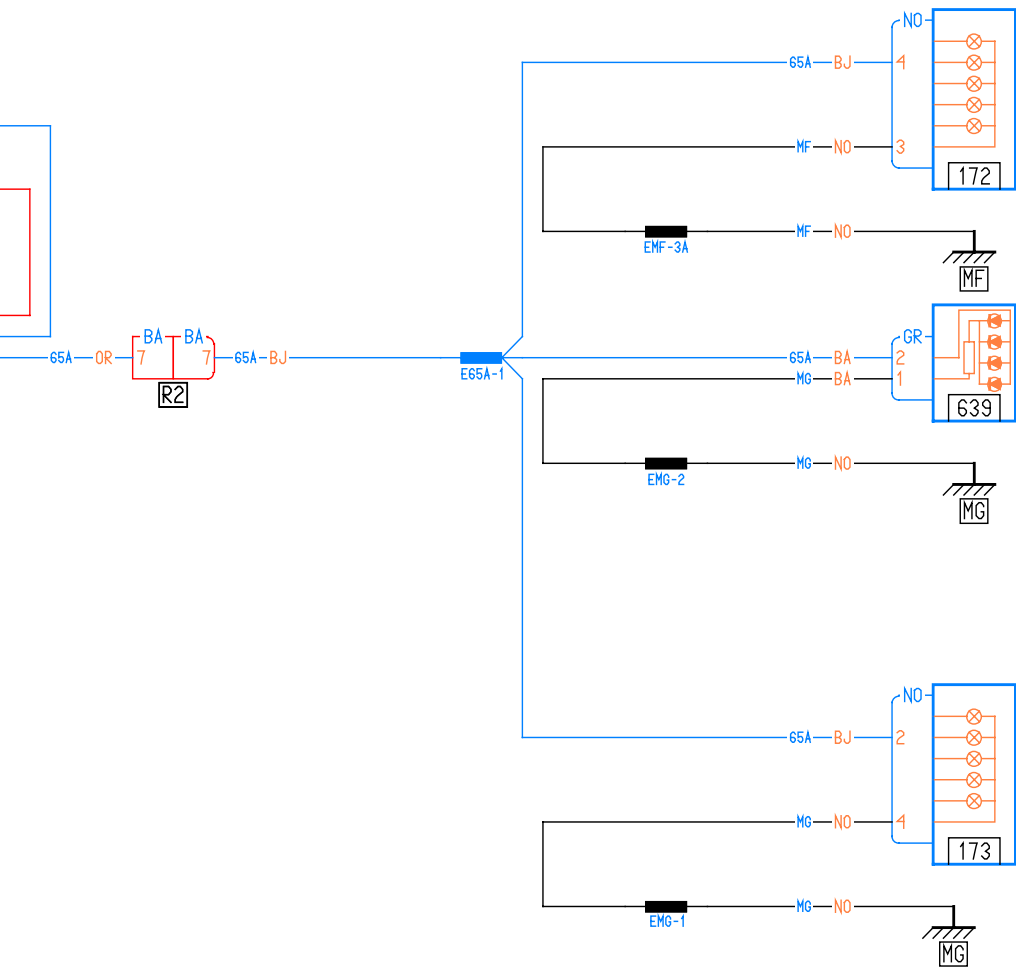 NO
65A BJ 4
MF NO 3
172
MF NO
EMF-3A
MF
BA BA GR
65A OR 7 7 65A BJ 65A BA 2
E65A-1 MG BA 1
R2 639
MG NO
EMG-2
MG
NO
65A BJ 2
MG NO 4
173
MG NO
EMG-1
MG